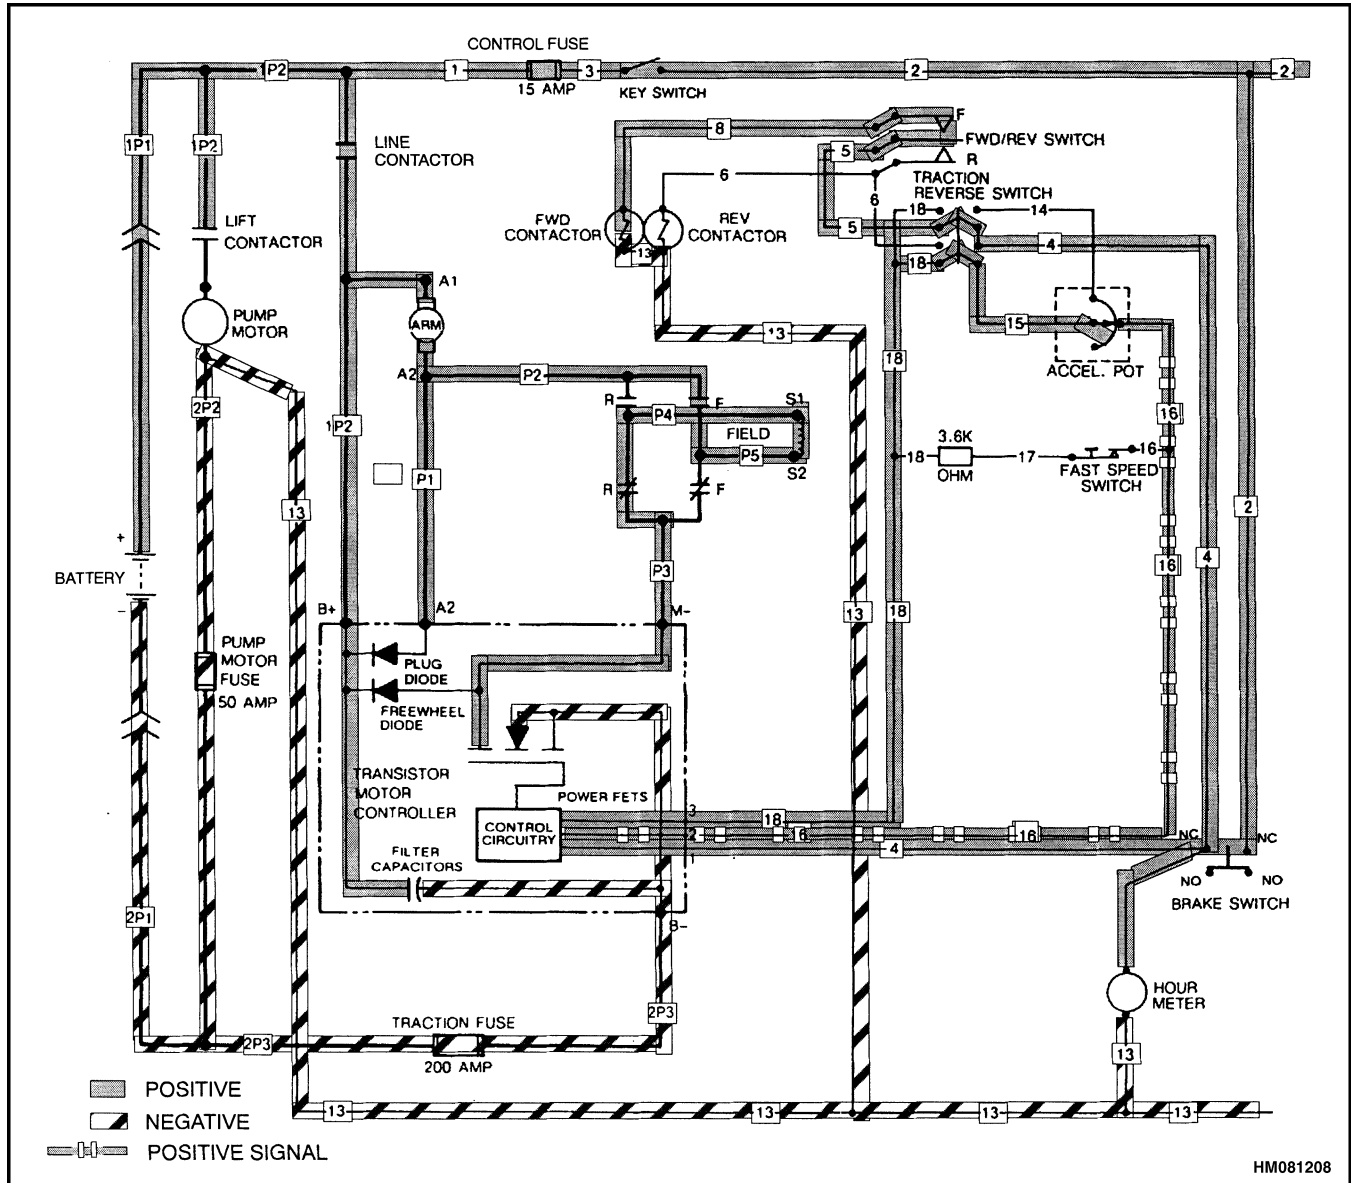 CONTROL FUSE
1P2
1
3
2
2
15 AMP
KEY SWITCH
1P1
1P2
LINE
CONTACTOR
8
F
FWD/REV SWITCH
5
R
6
TRACTION
REVERSE SWITCH
6
LIFT
CONTACTOR
FWD
CONTACTOR
REV
CONTACTOR
18
14
5
4
13
18
A1
PUMP
MOTOR
ARM
13
15
ACCEL. POT
18
A2
P2
2P2
R
F
S1
P4
16
1P2
FIELD
3.6K
P5
18
17
16
OHM
FAST SPEED
SWITCH
S2
P1
R
F
13
2
+
BATTERY
–
P3
16
4
B+
A2
M-
13
18
PUMP
MOTOR
FUSE
50 AMP
PLUG
DIODE
FREEWHEEL
DIODE
TRANSISTOR
MOTOR
CONTROLLER
POWER FETS
CONTROL
CIRCUITRY
3
18
2
16
16
1
4
NC
NC
FILTER
CAPACITORS
NO
NO
BRAKE SWITCH
2P1
B-
HOUR
METER
2P3
TRACTION FUSE
2P3
200 AMP
13
POSITIVE
13
13
13
13
NEGATIVE
POSITIVE SIGNAL
HM081208